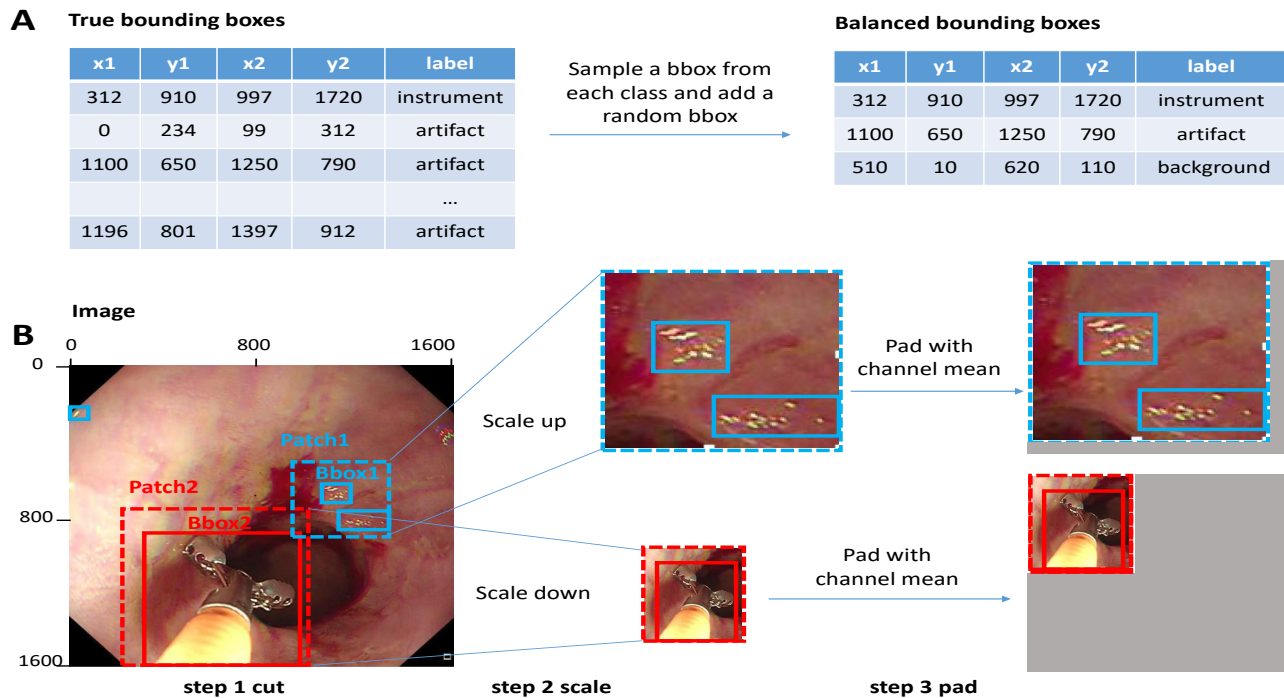 A
True bounding boxes
x1 y1 x2 y2 label
312 910 997 1720 instrument
0 234 99 312 artifact
1100 650 1250 790 artifact
...
1196 801 1397 912 artifact
Sample a bbox from
each class and add a
random bbox
Balanced bounding boxes
x1 y1 x2 y2 label
312 910 997 1720 instrument
1100 650 1250 790 artifact
510 10 620 110 background
B
Image
0 800 1600
0
800
1600
Patch1
Bbox1
Patch2
Bbox2
Scale up
Pad with
channel mean
Scale down
Pad with
channel mean
step 1 cut
step 2 scale
step 3 pad